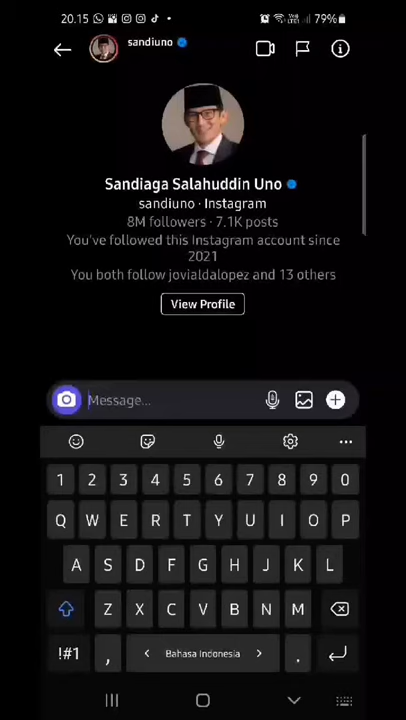 20.15 79%
sandiuno
Sandiaga Salahuddin Uno
sandiuno · Instagram
8M followers · 7.1K posts
You've followed this Instagram account since
2021
You both follow jovialdalopez and 13 others
View Profile
Message...
1 2 3 4 5 6 7 8 9 0
Q W E R T Y U I O P
A S D F G H J K L
Z X C V B N M
!#1 , < Bahasa Indonesia > .